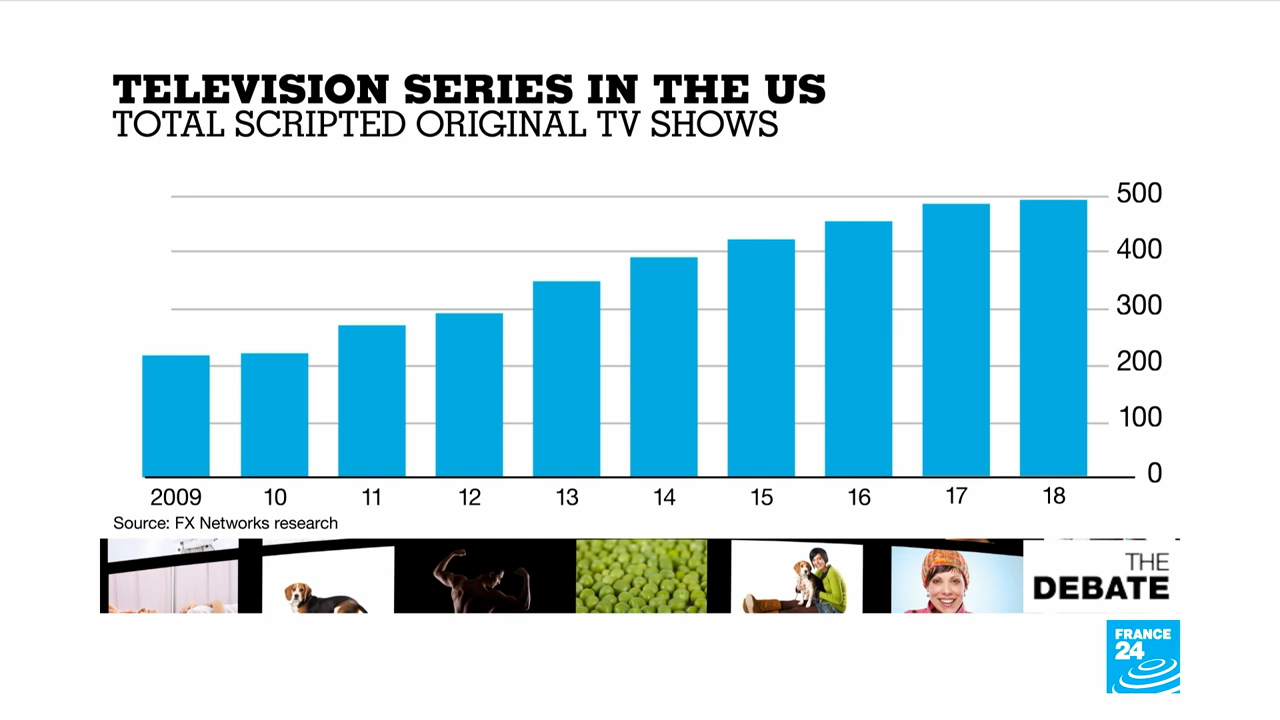 TELEVISION SERIES IN THE US
TOTAL SCRIPTED ORIGINAL TV SHOWS
500
400
300
200
100
0
2009 10 11 12 13 14 15 16 17 18
Source: FX Networks research
THE
DEBATE
FRANCE
24